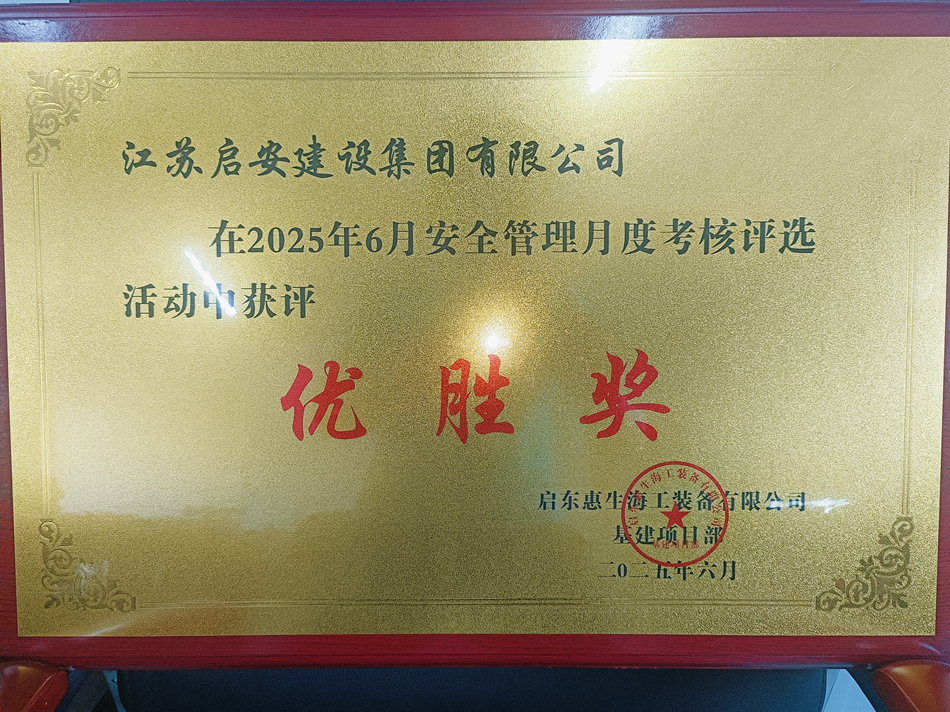 江苏启安建设集团有限公司
在2025年6月安全管理月度考核评选
活动中获评
优胜奖
启东惠生海工装备有限公司
基建项目部
二0二五年六月